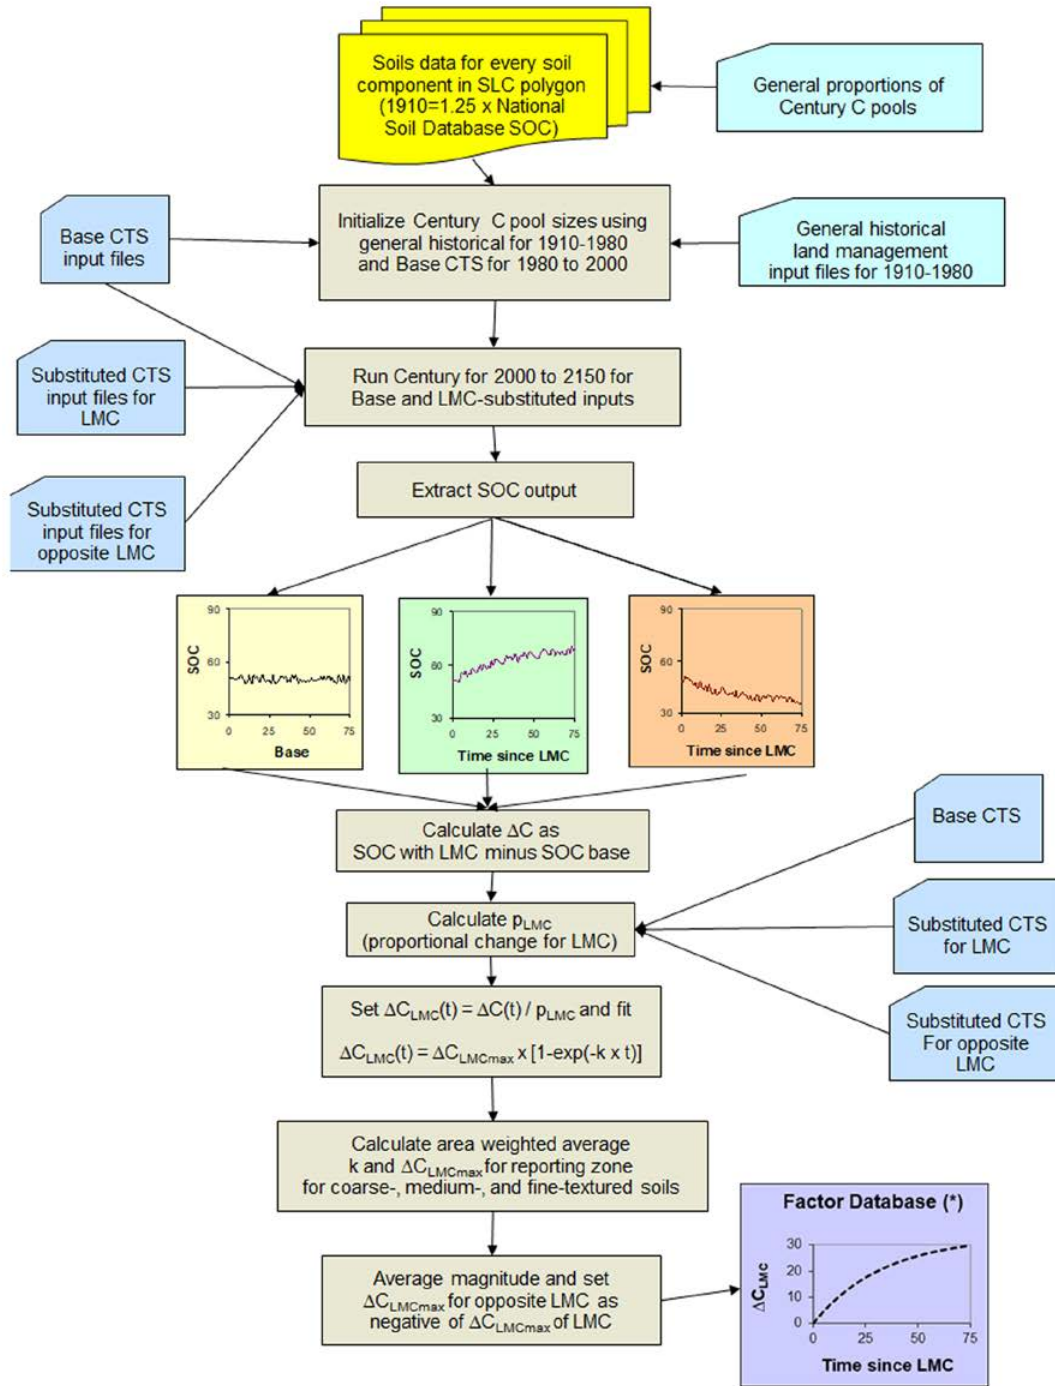 Soils data for every soil
component in SLC polygon
(1910=1.25 x National
Soil Database SOC)
General proportions of
Century C pools
Base CTS
input files
Initialize Century C pool sizes using
general historical for 1910-1980
and Base CTS for 1980 to 2000
General historical
land management
input files for 1910-1980
Substituted CTS
input files for
LMC
Run Century for 2000 to 2150 for
Base and LMC-substituted inputs
Substituted CTS
input files for
opposite LMC
Extract SOC output
90
SOC
60
30
0 25 50 75
Base
90
SOC
60
30
0 25 50 75
Time since LMC
90
SOC
60
30
0 25 50 75
Time since LMC
Calculate ΔC as
SOC with LMC minus SOC base
Base CTS
Calculate pLMC
(proportional change for LMC)
Substituted CTS
for LMC
Set ΔCLMC(t) = ΔC(t) / pLMC and fit
ΔCLMC(t) = ΔCLMCmax x [1-exp(-k x t)]
Substituted CTS
For opposite
LMC
Calculate area weighted average
k and ΔCLMCmax for reporting zone
for coarse-, medium-, and fine-textured soils
Average magnitude and set
ΔCLMCmax for opposite LMC as
negative of ΔCLMCmax of LMC
Factor Database (*)
30
20
ΔCLMC
10
0
0 25 50 75
Time since LMC